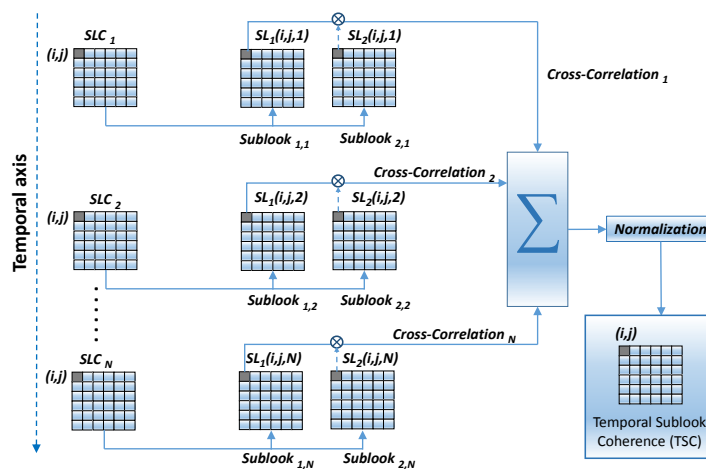 SLC 1
SL1(i,j,1)
SL2(i,j,1)
(i,j)
Cross-Correlation 1
Sublook 1,1
Sublook 2,1
Temporal axis
SLC 2
SL1(i,j,2)
SL2(i,j,2)
Cross-Correlation 2
(i,j)
Σ
Normalization
Sublook 1,2
Sublook 2,2
Cross-Correlation N
SLC N
SL1(i,j,N)
SL2(i,j,N)
(i,j)
(i,j)
Temporal Sublook
Coherence (TSC)
Sublook 1,N
Sublook 2,N